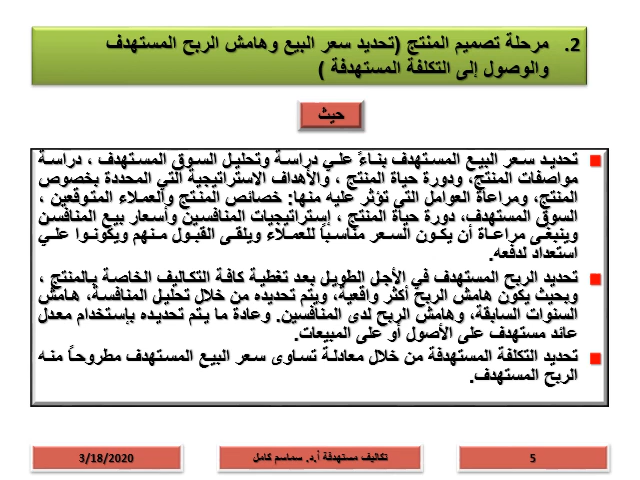 2. مرحلة تصميم المنتج (تحديد سعر البيع وهامش الربح المستهدف
والوصول إلى التكلفة المستهدفة )
حيث
تحديد سعر البيع المستهدف بناءً علي دراسة وتحليل السوق المستهدف ، دراسة
مواصفات المنتج، ودورة حياة المنتج ، والأهداف الاستراتيجية التي المحددة بخصوص
المنتج، ومراعاة العوامل التى تؤثر عليه منها: خصائص المنتج والعملاء المتوقعين ،
السوق المستهدف، دورة حياة المنتج ، إستراتيجيات المنافسين وأسعار بيع المنافسن
وينبغى مراعاة أن يكون السعر مناسباً للعملاء ويلقى القبول منهم ويكونوا علي
استعداد لدفعه.
تحديد الربح المستهدف في الأجل الطويل بعد تغطية كافة التكاليف الخاصة بالمنتج ،
وبحيث يكون هامش الربح أكثر واقعية، ويتم تحديده من خلال تحليل المنافسة، هامش
السنوات السابقة، وهامش الربح لدى المنافسين. وعادة ما يتم تحديده بإستخدام معدل
عائد مستهدف على الأصول أو على المبيعات.
تحديد التكلفة المستهدفة من خلال معادلة تساوى سعر البيع المستهدف مطروحاً منه
الربح المستهدف.
5
تكاليف مستهدفة أ.د. سماسم كامل
3/18/2020